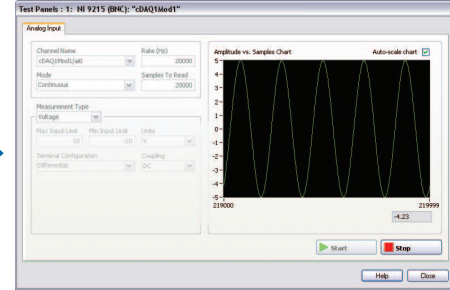 Test Panels : 1: NI 9215 (BNC): "cDAQ1Mod1"
Analog Input
Channel Name
Rate (Hz)
cDAQ1Mod1/ai0
20000
Mode
Samples To Read
Continuous
20000
Measurement Type
Voltage
Max Input Limit
Min Input Limit
Units
10
-10
V
Terminal Configuration
Coupling
Differential
DC
Amplitude vs. Samples Chart
Auto-scale chart
5
4
2
1
0
-1
-2
-3
-4
-5
219000
219999
-4.23
Start
Stop
Help
Close